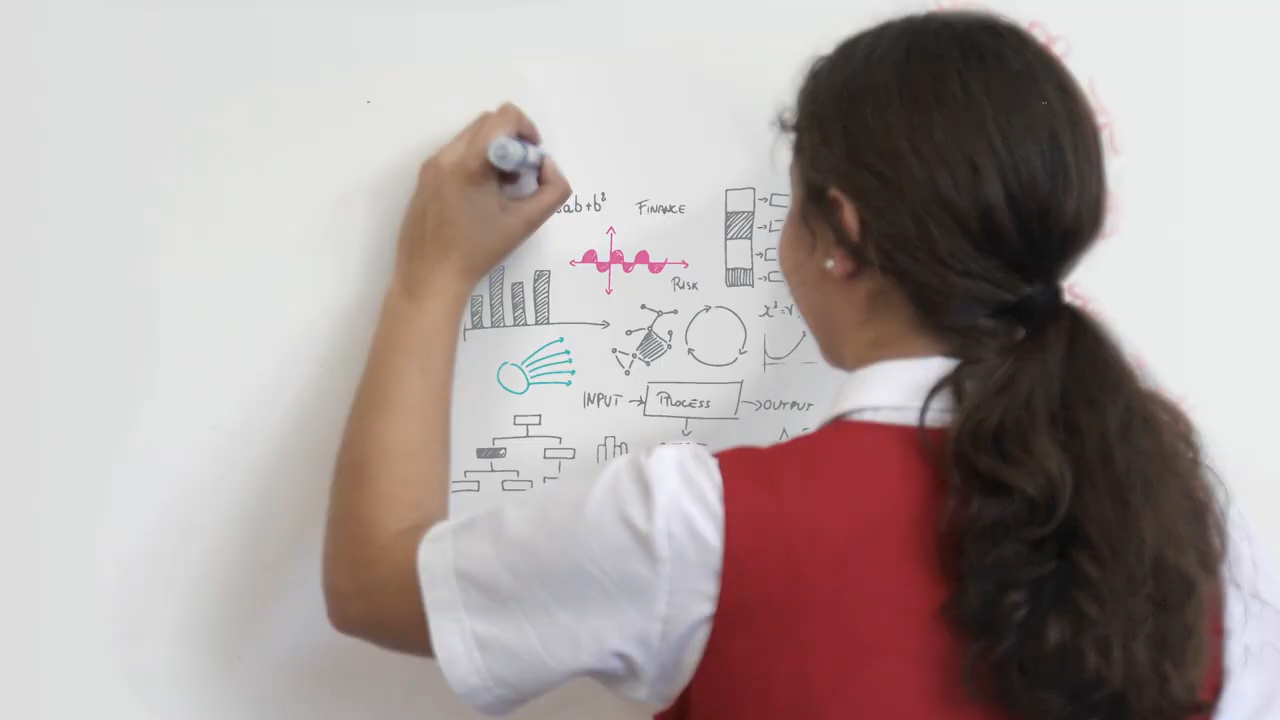 ab+b²
FINANCE
RISK
INPUT
PROCESS
OUTPUT